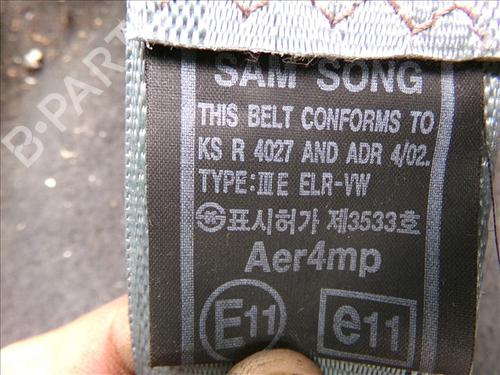 SAM SONG
THIS BELT CONFORMS TO
KS R 4027 AND ADR 4/02.
TYPE:ⅢE ELR-VW
㉿표시허가 제3533호
Aer4mp
E11 e11
B-PARTS